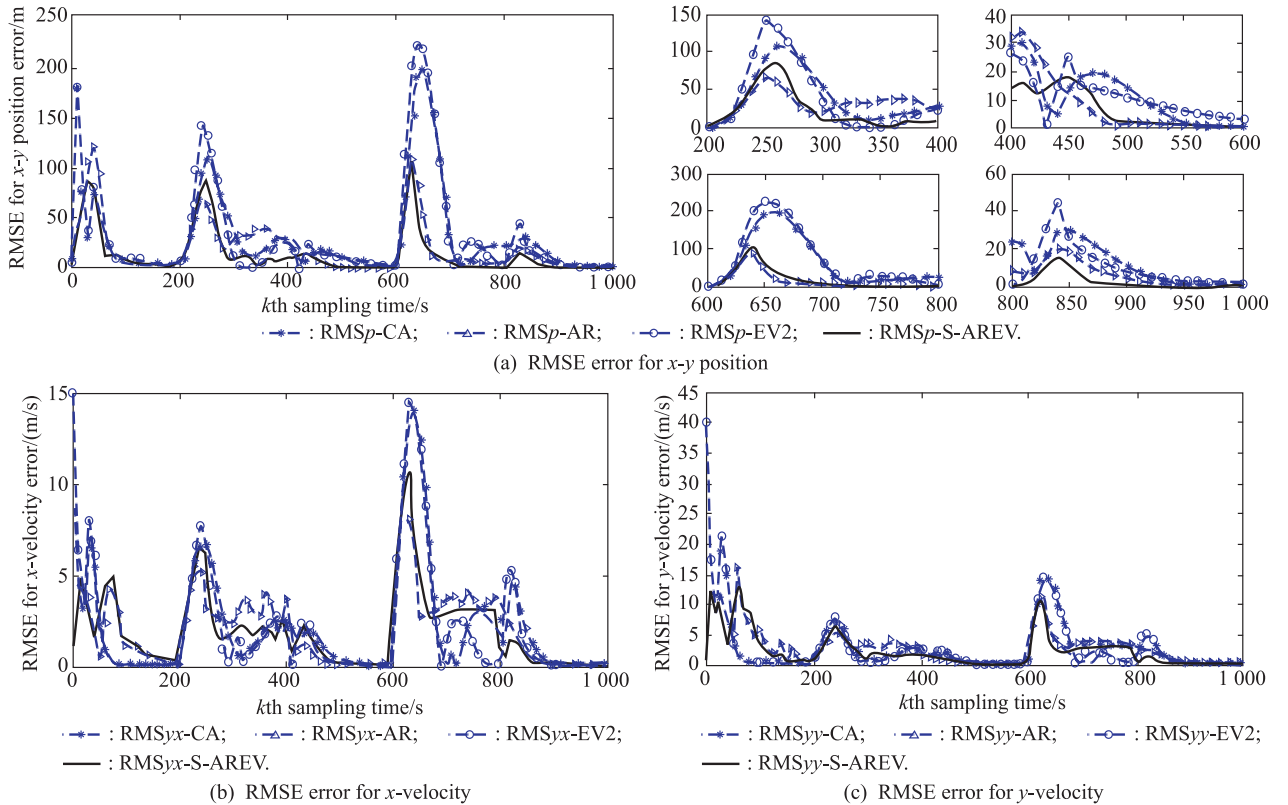 RMSE for x-y position error/m
250
200
150
100
50
0
0 200 400 600 800 1 000
kth sampling time/s
150
100
50
0
200 250 300 350 400
40
30
20
10
0
400 450 500 550 600
300
200
100
0
600 650 700 750 800
60
40
20
0
800 850 900 950 1 000
: RMSp-CA; : RMSp-AR; : RMSp-EV2; : RMSp-S-AREV.
(a) RMSE error for x-y position
RMSE for x-velocity error/(m/s)
15
10
5
0
0 200 400 600 800 1 000
kth sampling time/s
: RMSyx-CA; : RMSyx-AR; : RMSyx-EV2;
: RMSyx-S-AREV.
(b) RMSE error for x-velocity
RMSE for y-velocity error/(m/s)
45
40
35
30
25
20
15
10
5
0
0 200 400 600 800 1 000
kth sampling time/s
: RMSyy-CA; : RMSyy-AR; : RMSyy-EV2;
: RMSyy-S-AREV.
(c) RMSE error for y-velocity